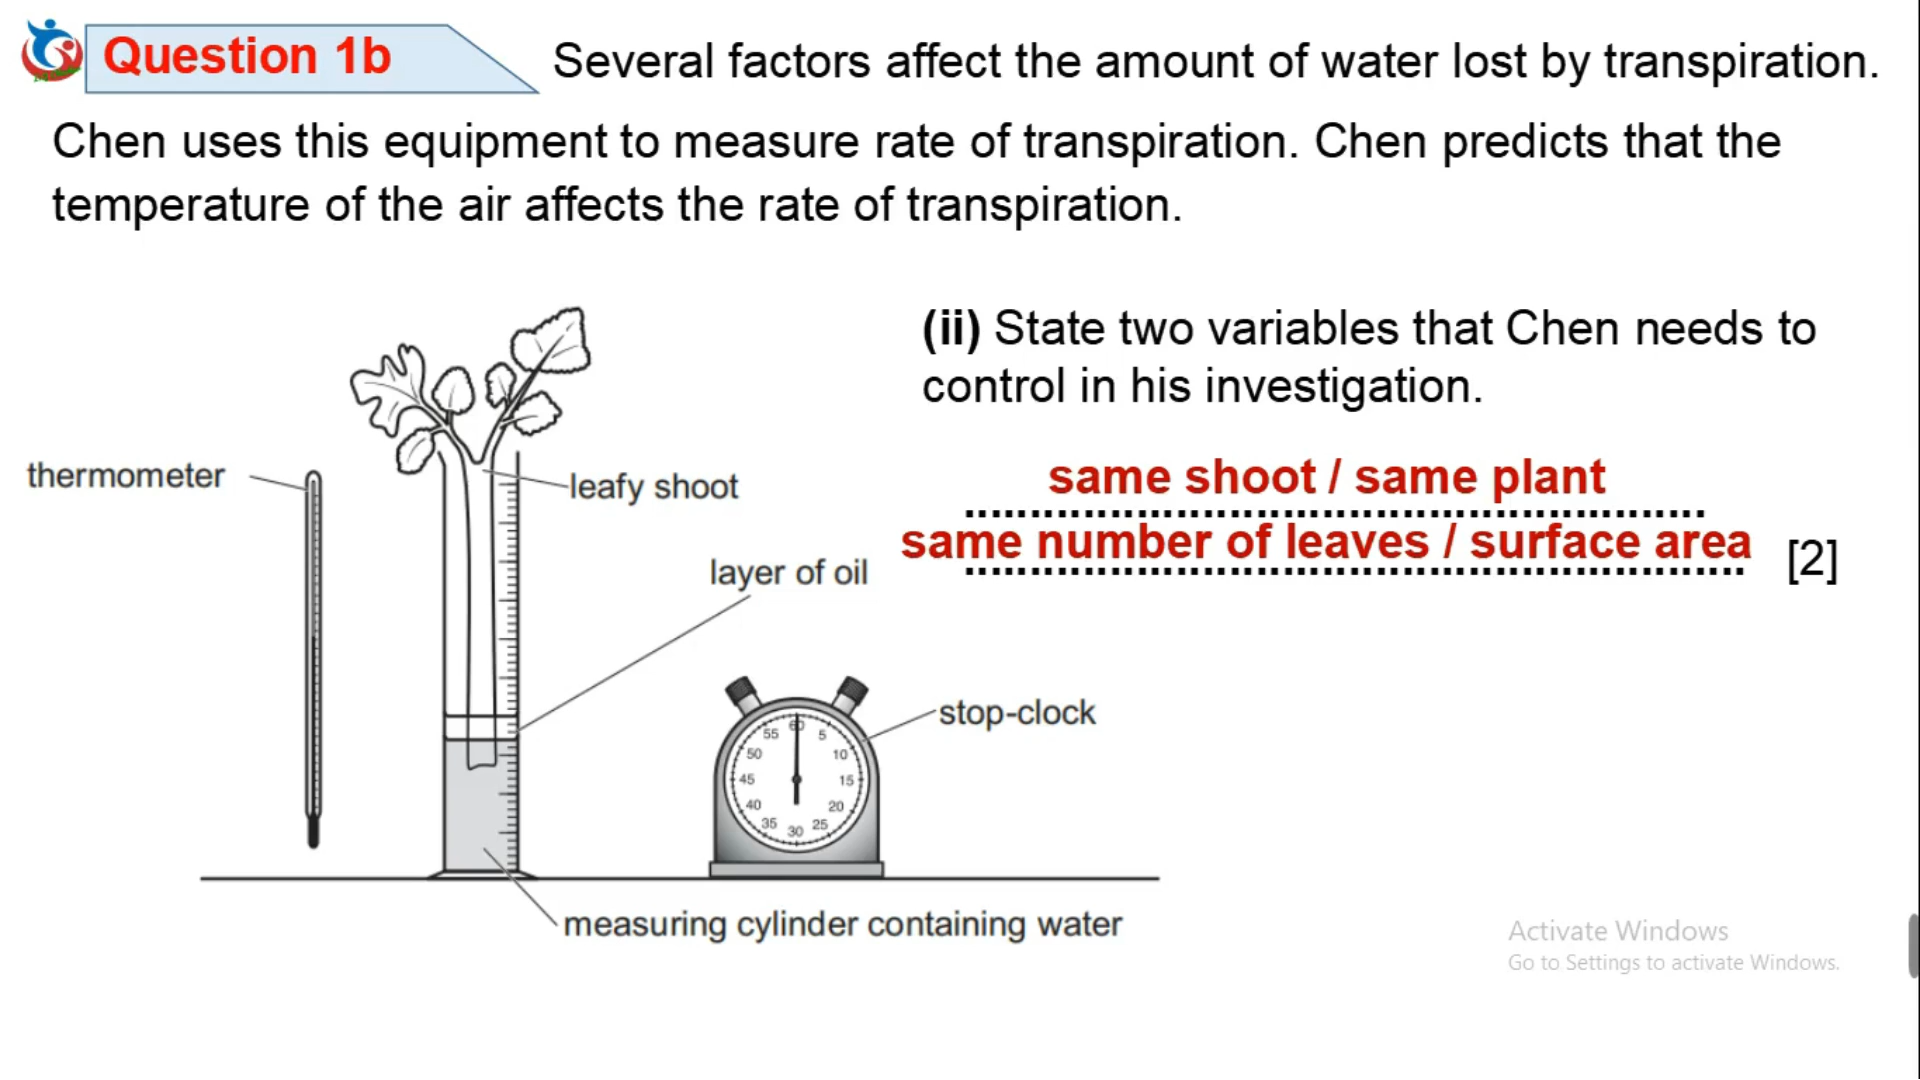 Question 1b
Several factors affect the amount of water lost by transpiration.
Chen uses this equipment to measure rate of transpiration. Chen predicts that the
temperature of the air affects the rate of transpiration.
(ii) State two variables that Chen needs to
control in his investigation.
same shoot / same plant
same number of leaves / surface area [2]
thermometer
leafy shoot
layer of oil
stop-clock
60
5
10
15
20
25
30
35
40
45
50
55
measuring cylinder containing water
Activate Windows
Go to Settings to activate Windows.